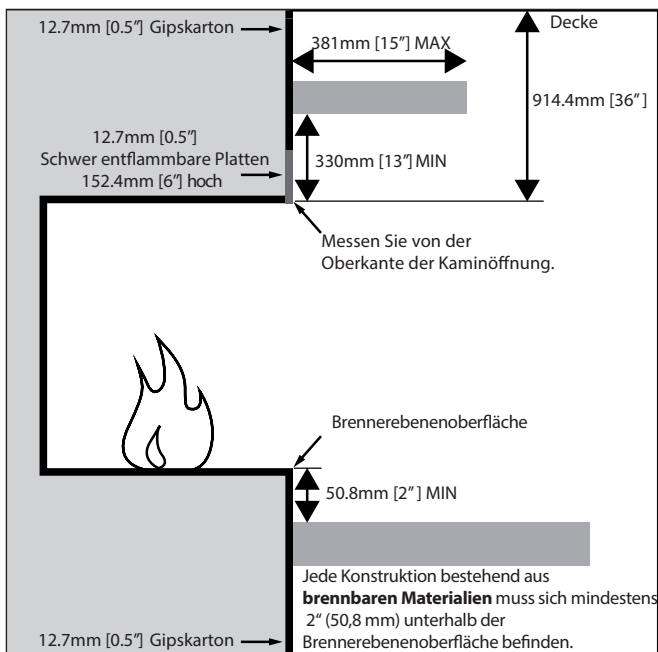 12.7mm [0.5”] Gipskarton
Decke
381mm [15”] MAX
914.4mm [36” ]
12.7mm [0.5”]
Schwer entflammbare Platten
152.4mm [6”] hoch
330mm [13”] MIN
Messen Sie von der
Oberkante der Kaminöffnung.
Brennerebenenoberfläche
50.8mm [2” ] MIN
Jede Konstruktion bestehend aus
brennbaren Materialien muss sich mindestens
2“ (50,8 mm) unterhalb der
Brennerebenenoberfläche befinden.
12.7mm [0.5”] Gipskarton